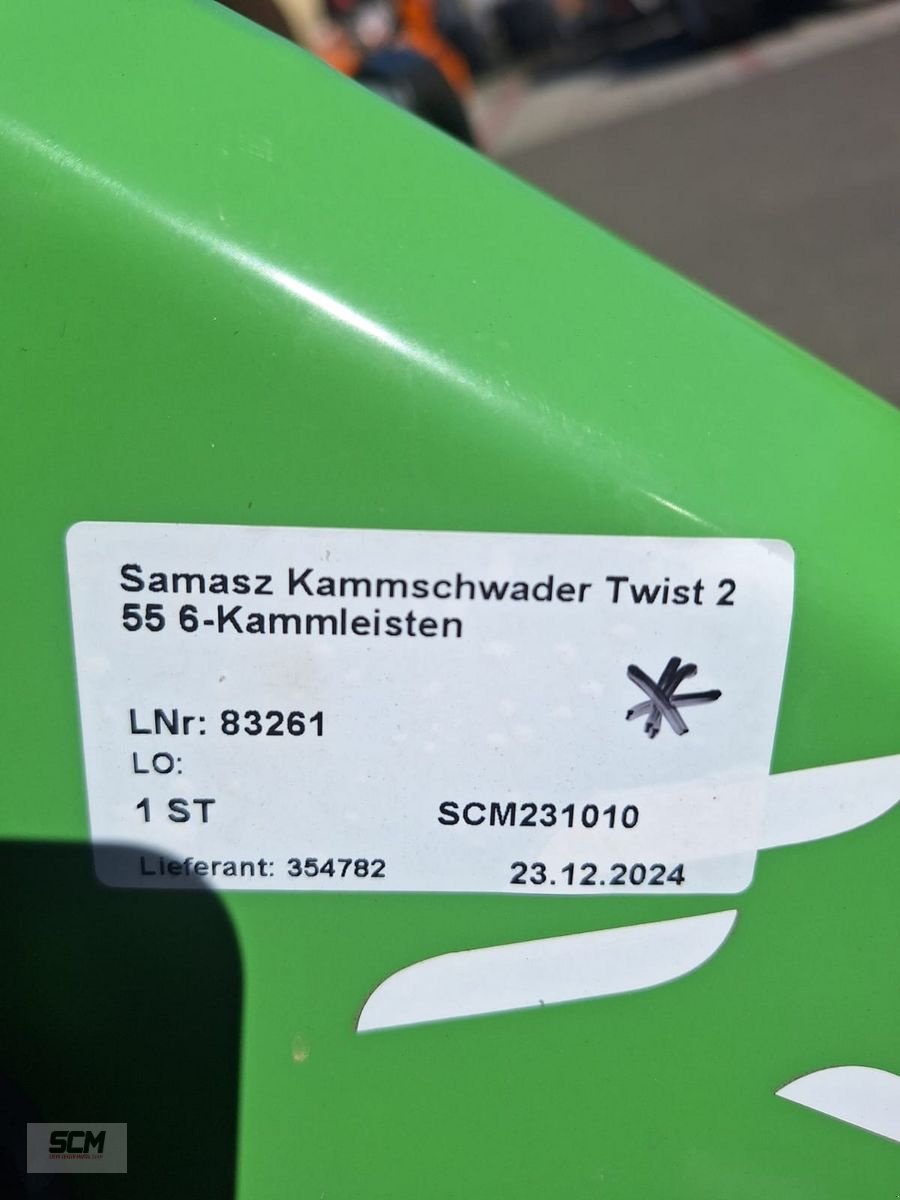 Samasz Kammschwader Twist 2
55 6-Kammleisten
LNr: 83261
LO:
1 ST SCM231010
Lieferant: 354782 23.12.2024
SCM